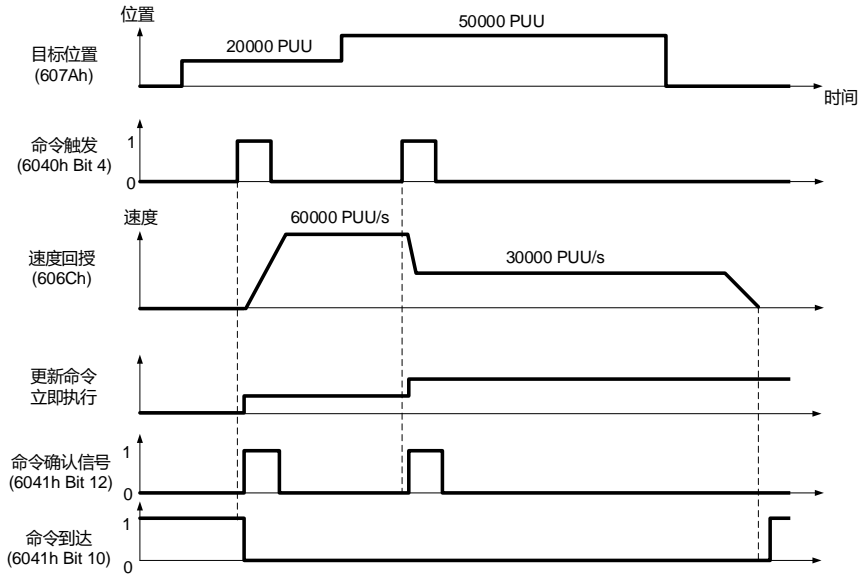 位置
50000 PUU
20000 PUU
目标位置
(607Ah)
时间
1
命令触发
(6040h Bit 4)
0
速度
60000 PUU/s
速度回授
(606Ch)
30000 PUU/s
更新命令
立即执行
1
命令确认信号
(6041h Bit 12)
0
1
命令到达
(6041h Bit 10)
0